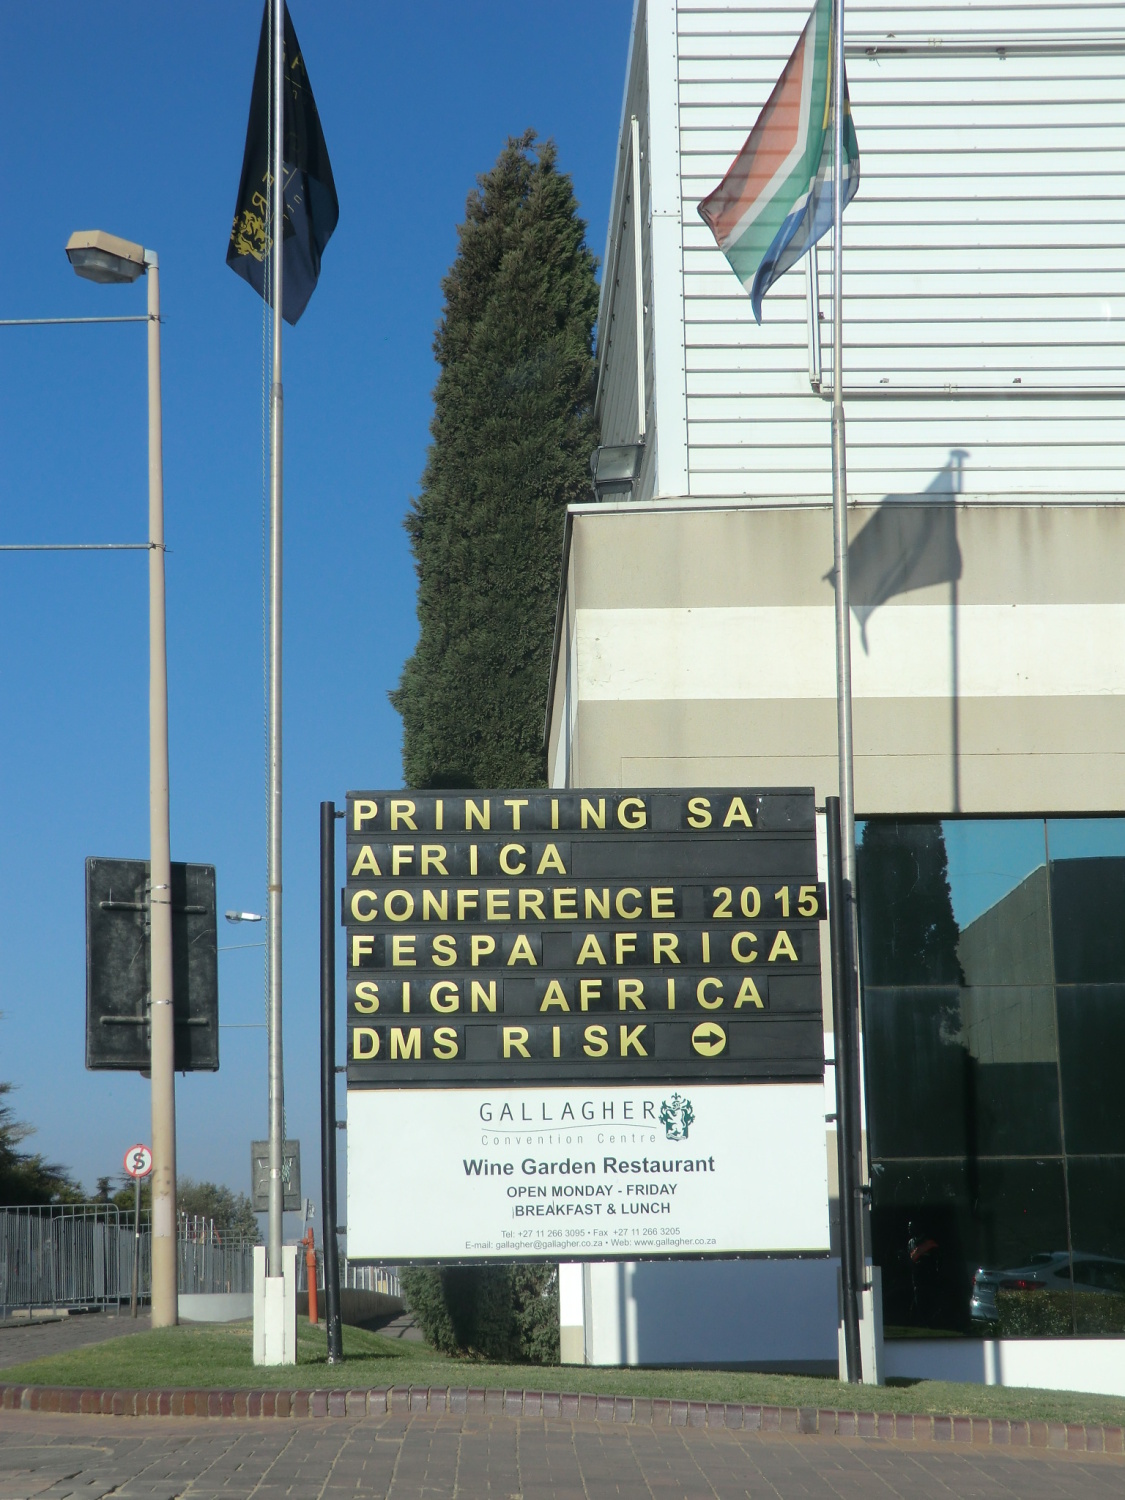 PRINTING SA
AFRICA
CONFERENCE 2015
FESPA AFRICA
SIGN AFRICA
DMS RISK
GALLAGHER
Convention Centre
Wine Garden Restaurant
OPEN MONDAY - FRIDAY
BREAKFAST & LUNCH
Tel: +27 11 266 3095 • Fax +27 11 266 3205
E-mail: gallagher@gallagher.co.za • Web: www.gallagher.co.za
S